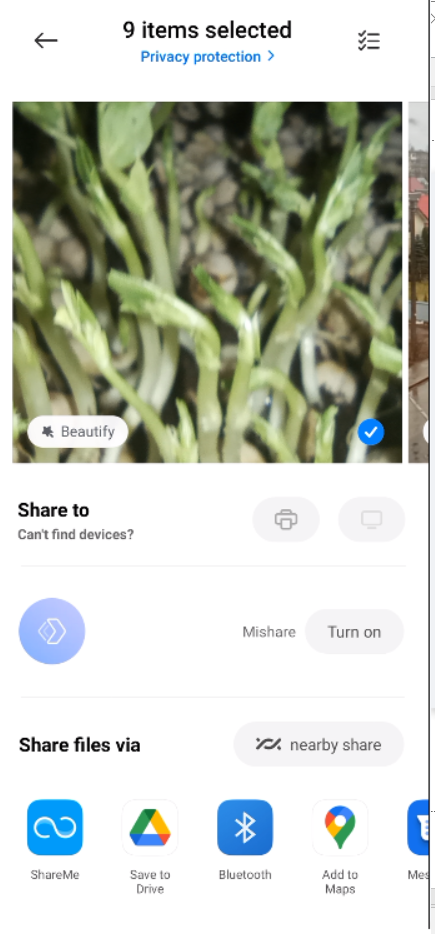 9 items selected
Privacy protection >
Beautify
Share to
Can't find devices?
Mishare
Turn on
Share files via
nearby share
ShareMe
Save to
Drive
Bluetooth
Add to
Maps
Mes